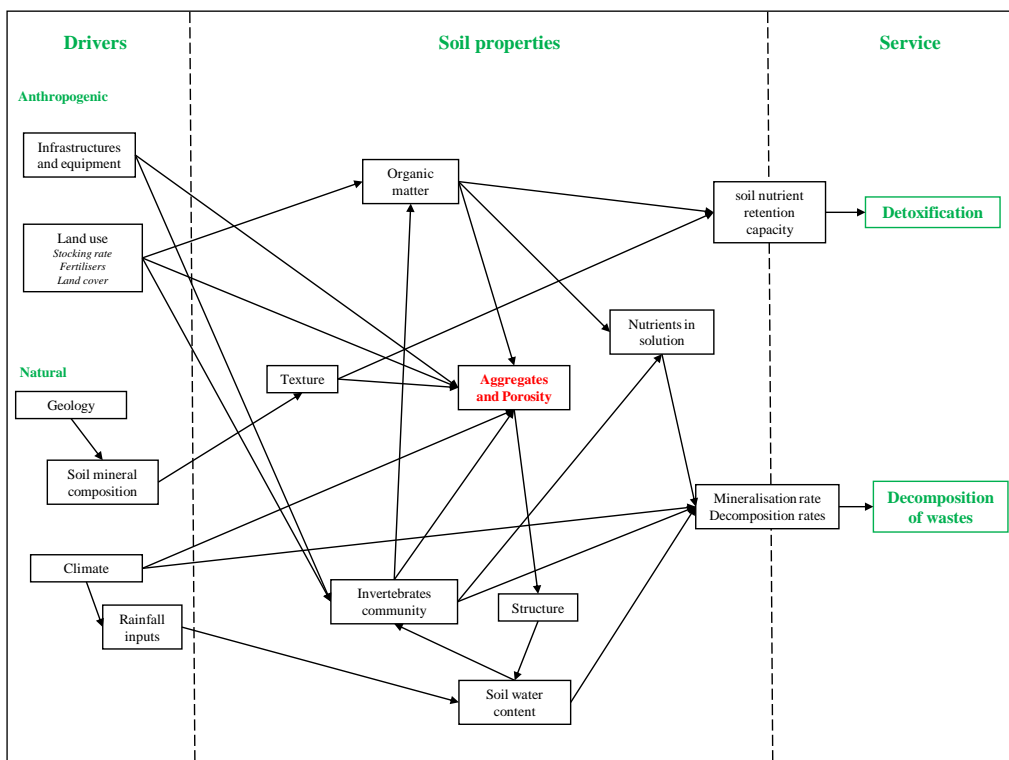 Drivers
Soil properties
Service
Anthropogenic
Infrastructures
and equipment
Organic
matter
soil nutrient
retention
capacity
Detoxification
Land use
Stocking rate
Fertilisers
Land cover
Nutrients in
solution
Natural
Texture
Aggregates
and Porosity
Geology
Soil mineral
composition
Mineralisation rate
Decomposition rates
Decomposition
of wastes
Climate
Invertebrates
community
Structure
Rainfall
inputs
Soil water
content